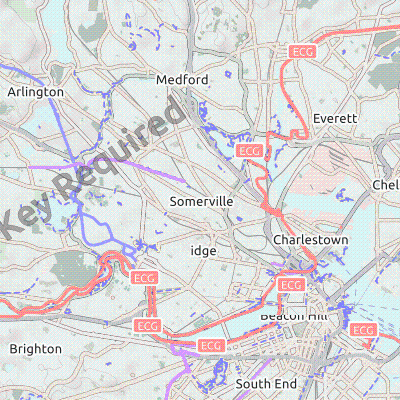 ECG
Medford
Arlington
Key Required
Everett
ECG
Chel
Somerville
Charlestown
idge
ECG
ECG
Beacon Hill
ECG
ECG
ECG
Brighton
South End